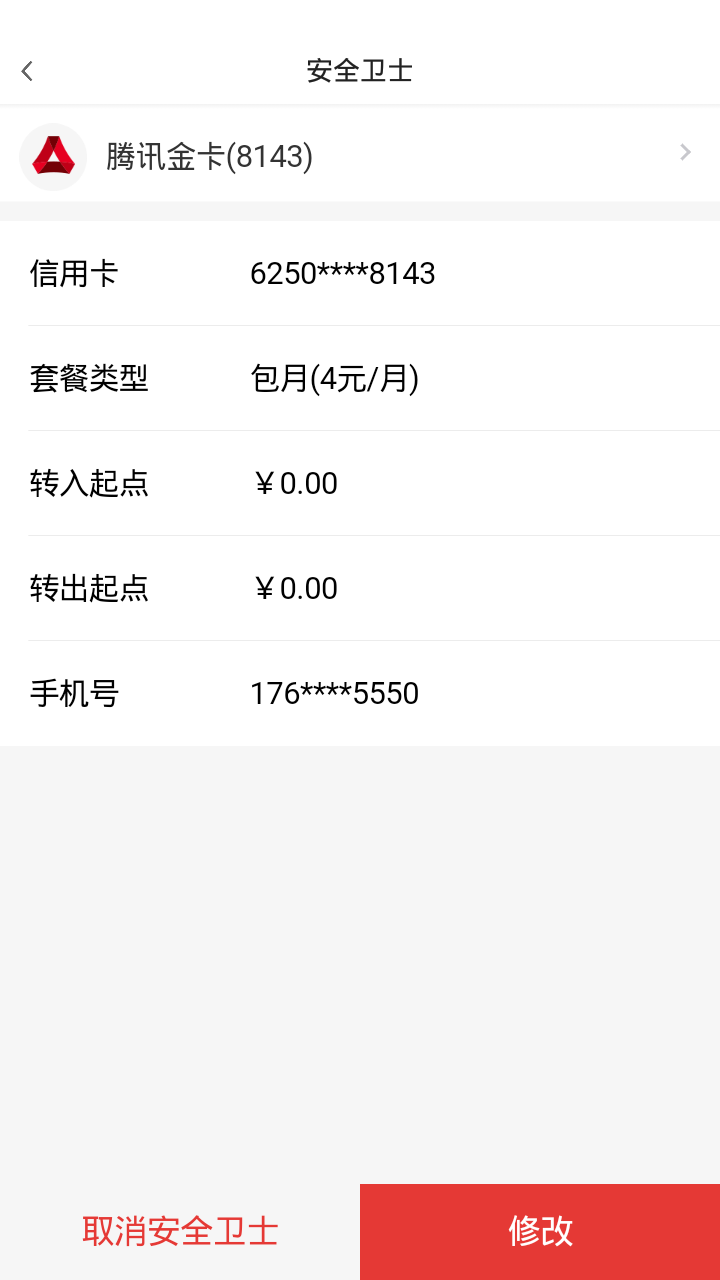 安全卫士
腾讯金卡(8143)
信用卡 6250****8143
套餐类型 包月(4元/月)
转入起点 ￥0.00
转出起点 ￥0.00
手机号 176****5550
取消安全卫士 修改